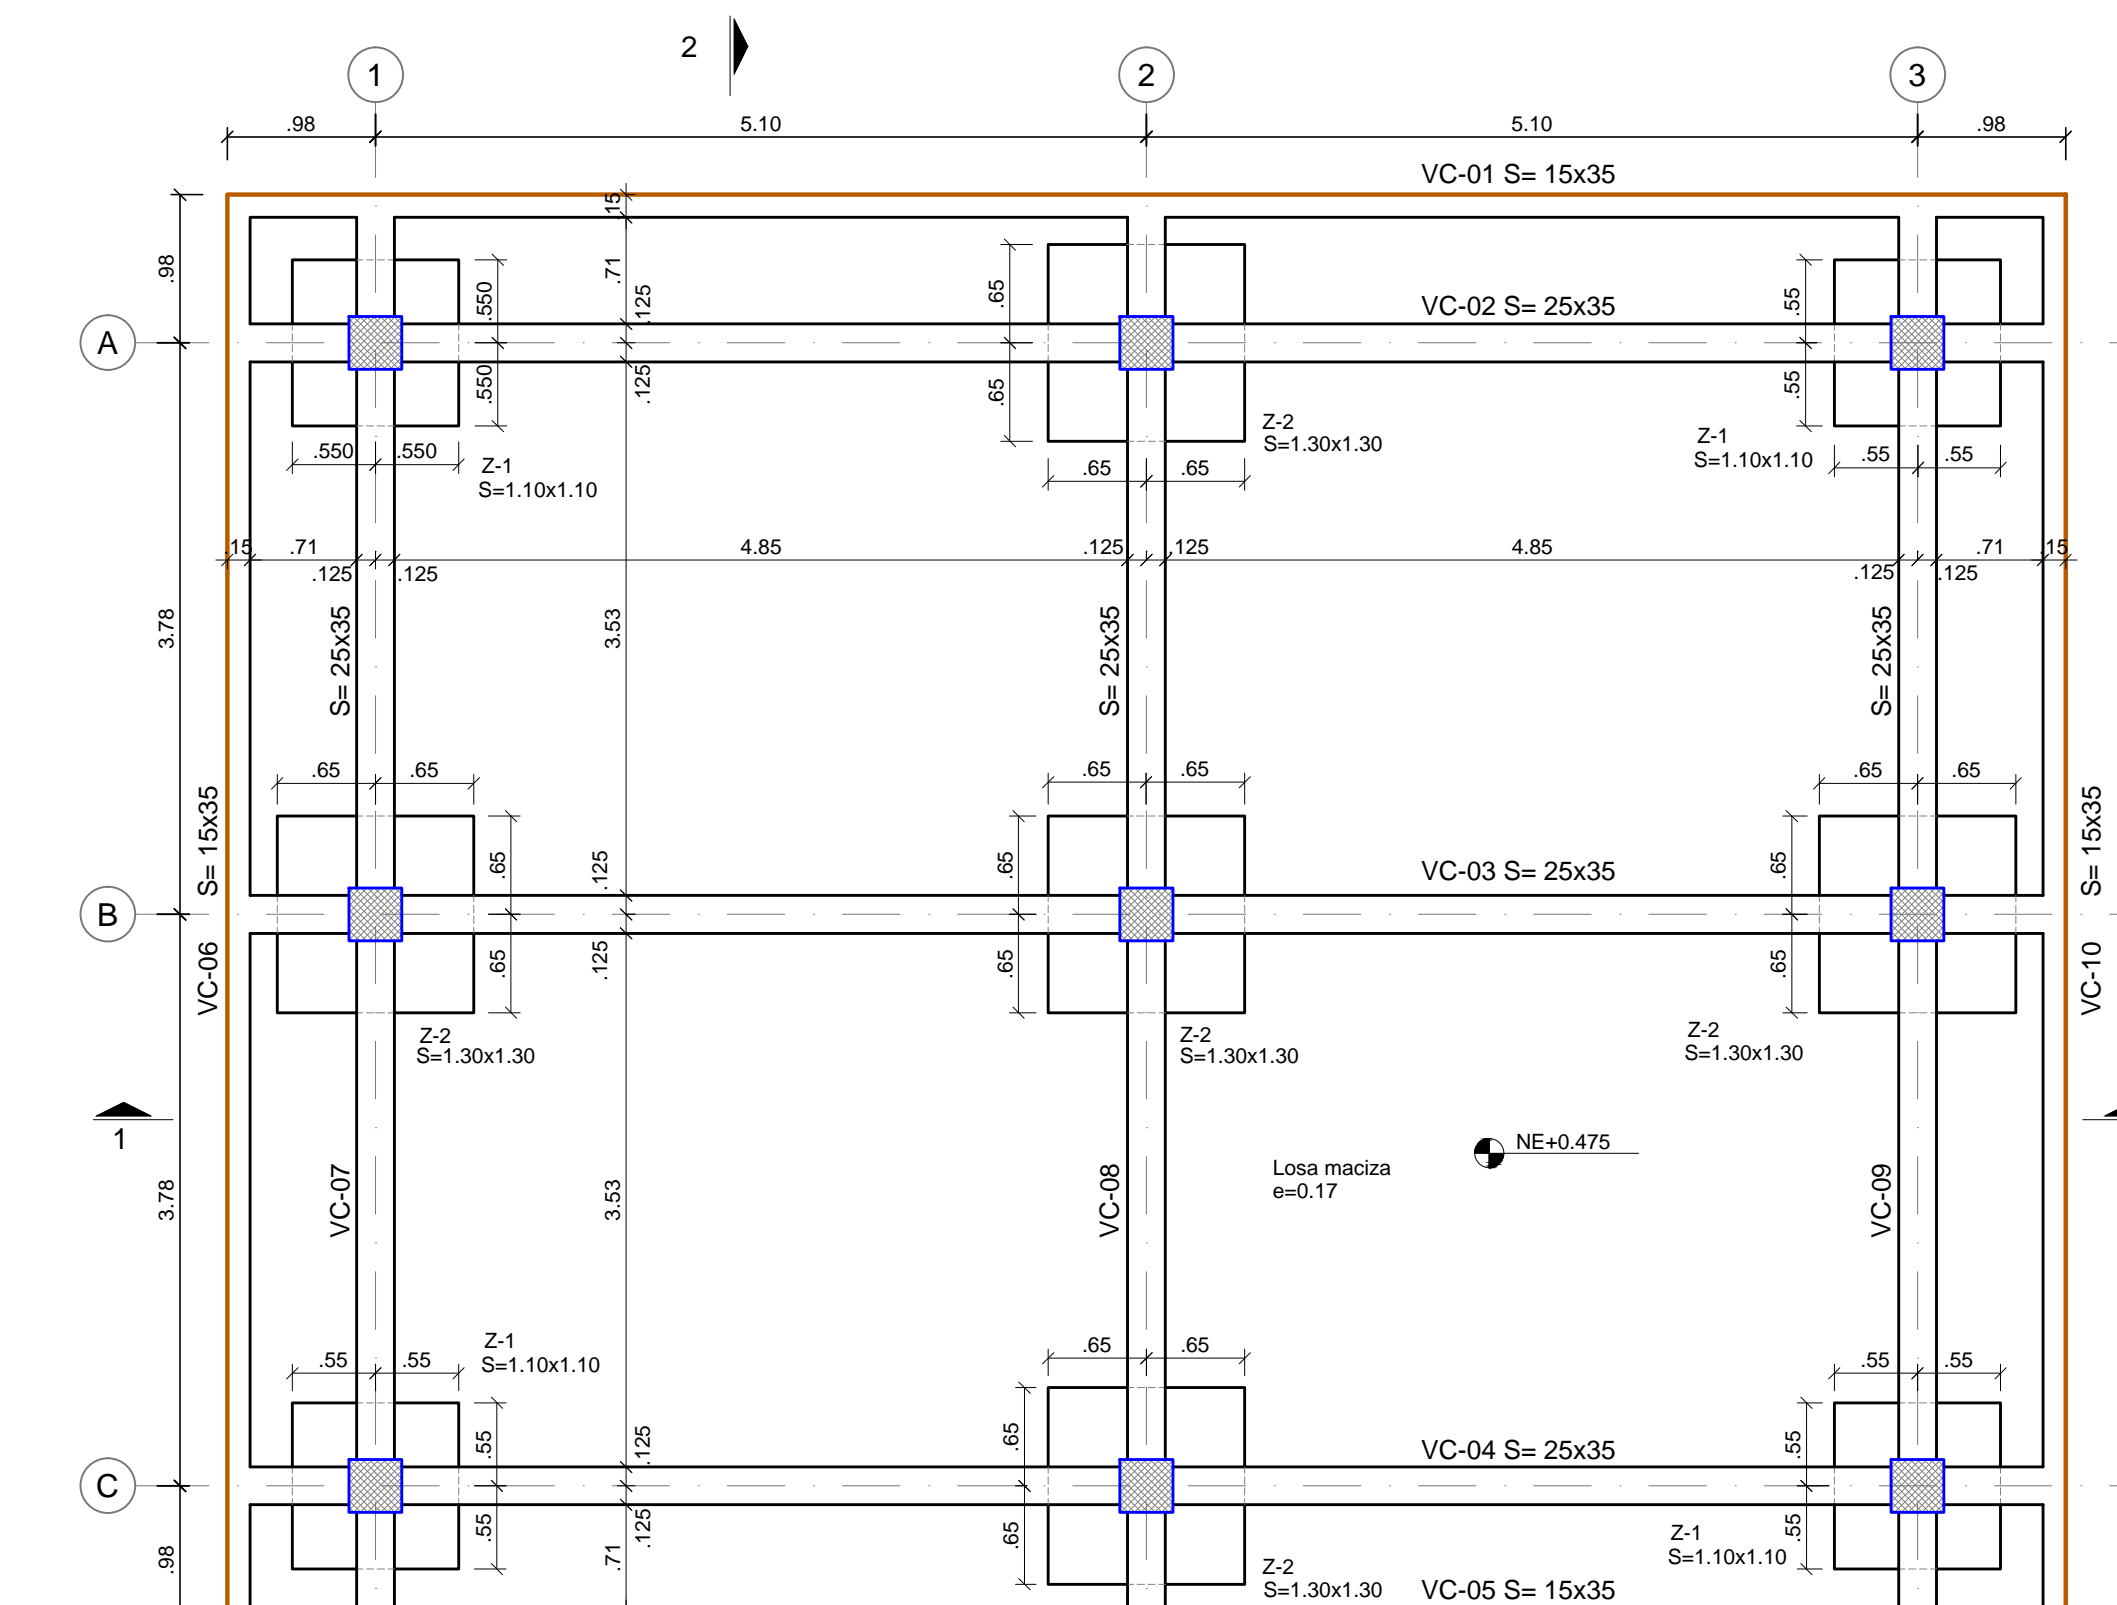 2
1
2
3
.98
5.10
5.10
.98
VC-01 S= 15x35
.15
.98
.71
.125
.550
.65
VC-02 S= 25x35
.55
A
.550
.125
.65
.55
Z-2
S=1.30x1.30
Z-1
S=1.10x1.10
.550
.550
Z-1
S=1.10x1.10
.65
.65
.55
.55
.15
.71
4.85
.125
.125
4.85
.71
.15
.125
.125
.125
.125
3.78
S= 25x35
3.53
S= 25x35
S= 25x35
.65
.65
.65
.65
.65
.65
S= 15x35
S= 15x35
.65
.125
.65
VC-03 S= 25x35
.65
B
VC-06
.65
.125
.65
.65
VC-10
Z-2
S=1.30x1.30
Z-2
S=1.30x1.30
Z-2
S=1.30x1.30
1
NE+0.475
Losa maciza
e=0.17
3.78
VC-07
3.53
VC-08
VC-09
Z-1
S=1.10x1.10
.55
.55
.65
.65
.55
.55
.55
.125
.65
VC-04 S= 25x35
.55
C
.55
.125
.65
.55
Z-1
S=1.10x1.10
.98
.71
Z-2
S=1.30x1.30
VC-05 S= 15x35